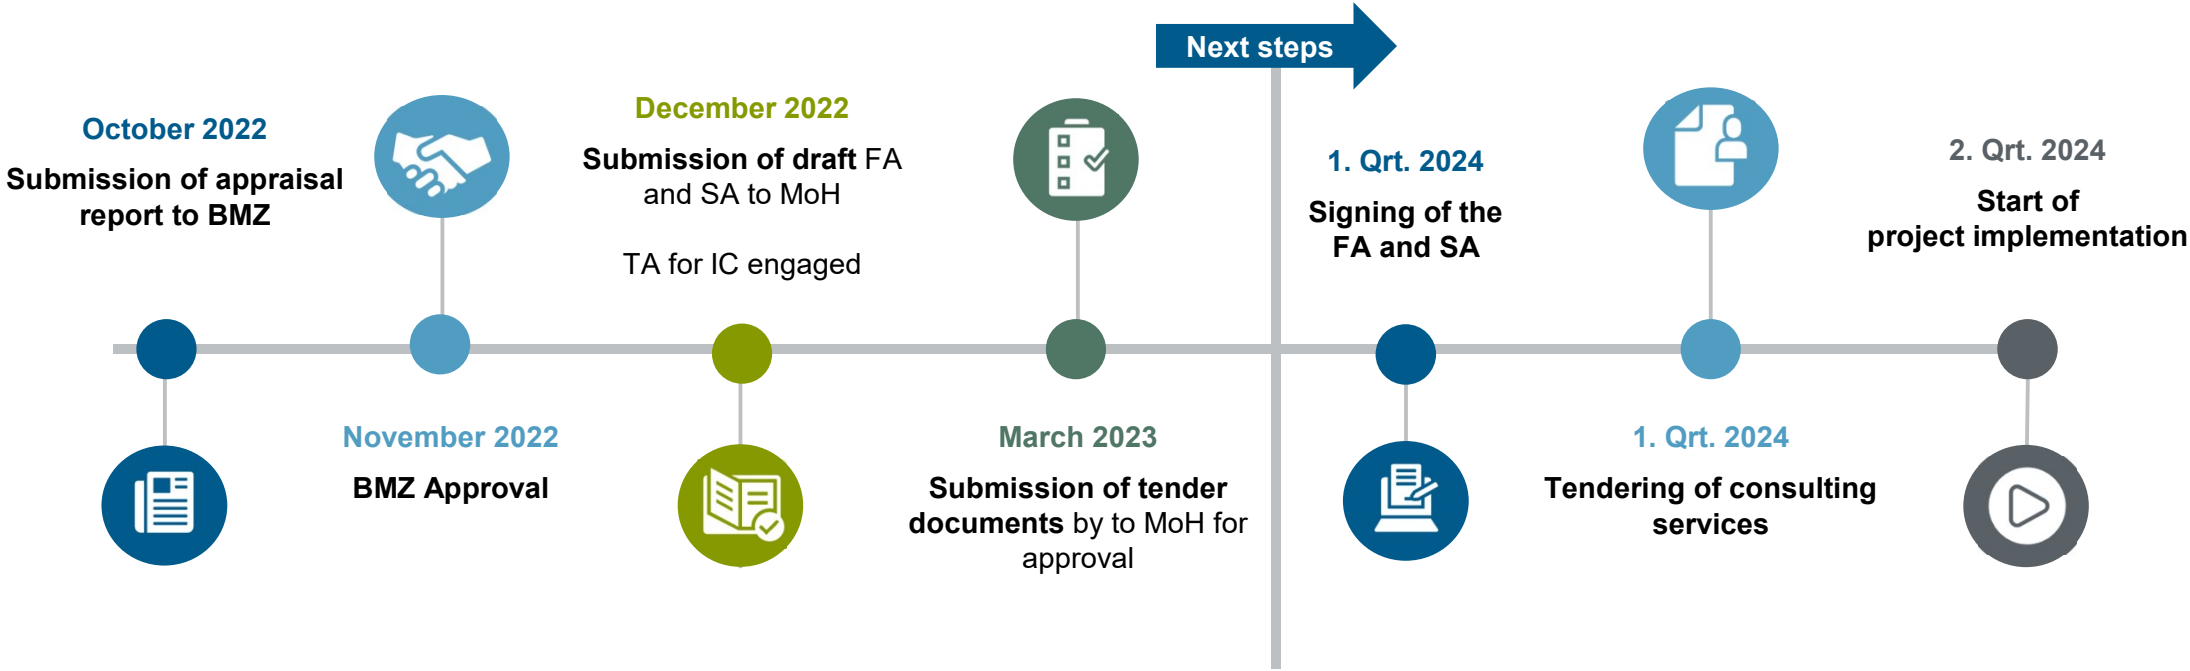 Next steps
October 2022
Submission of appraisal
report to BMZ
November 2022
BMZ Approval
December 2022
Submission of draft FA
and SA to MoH
TA for IC engaged
March 2023
Submission of tender
documents by to MoH for
approval
1. Qrt. 2024
Signing of the
FA and SA
1. Qrt. 2024
Tendering of consulting
services
2. Qrt. 2024
Start of
project implementation